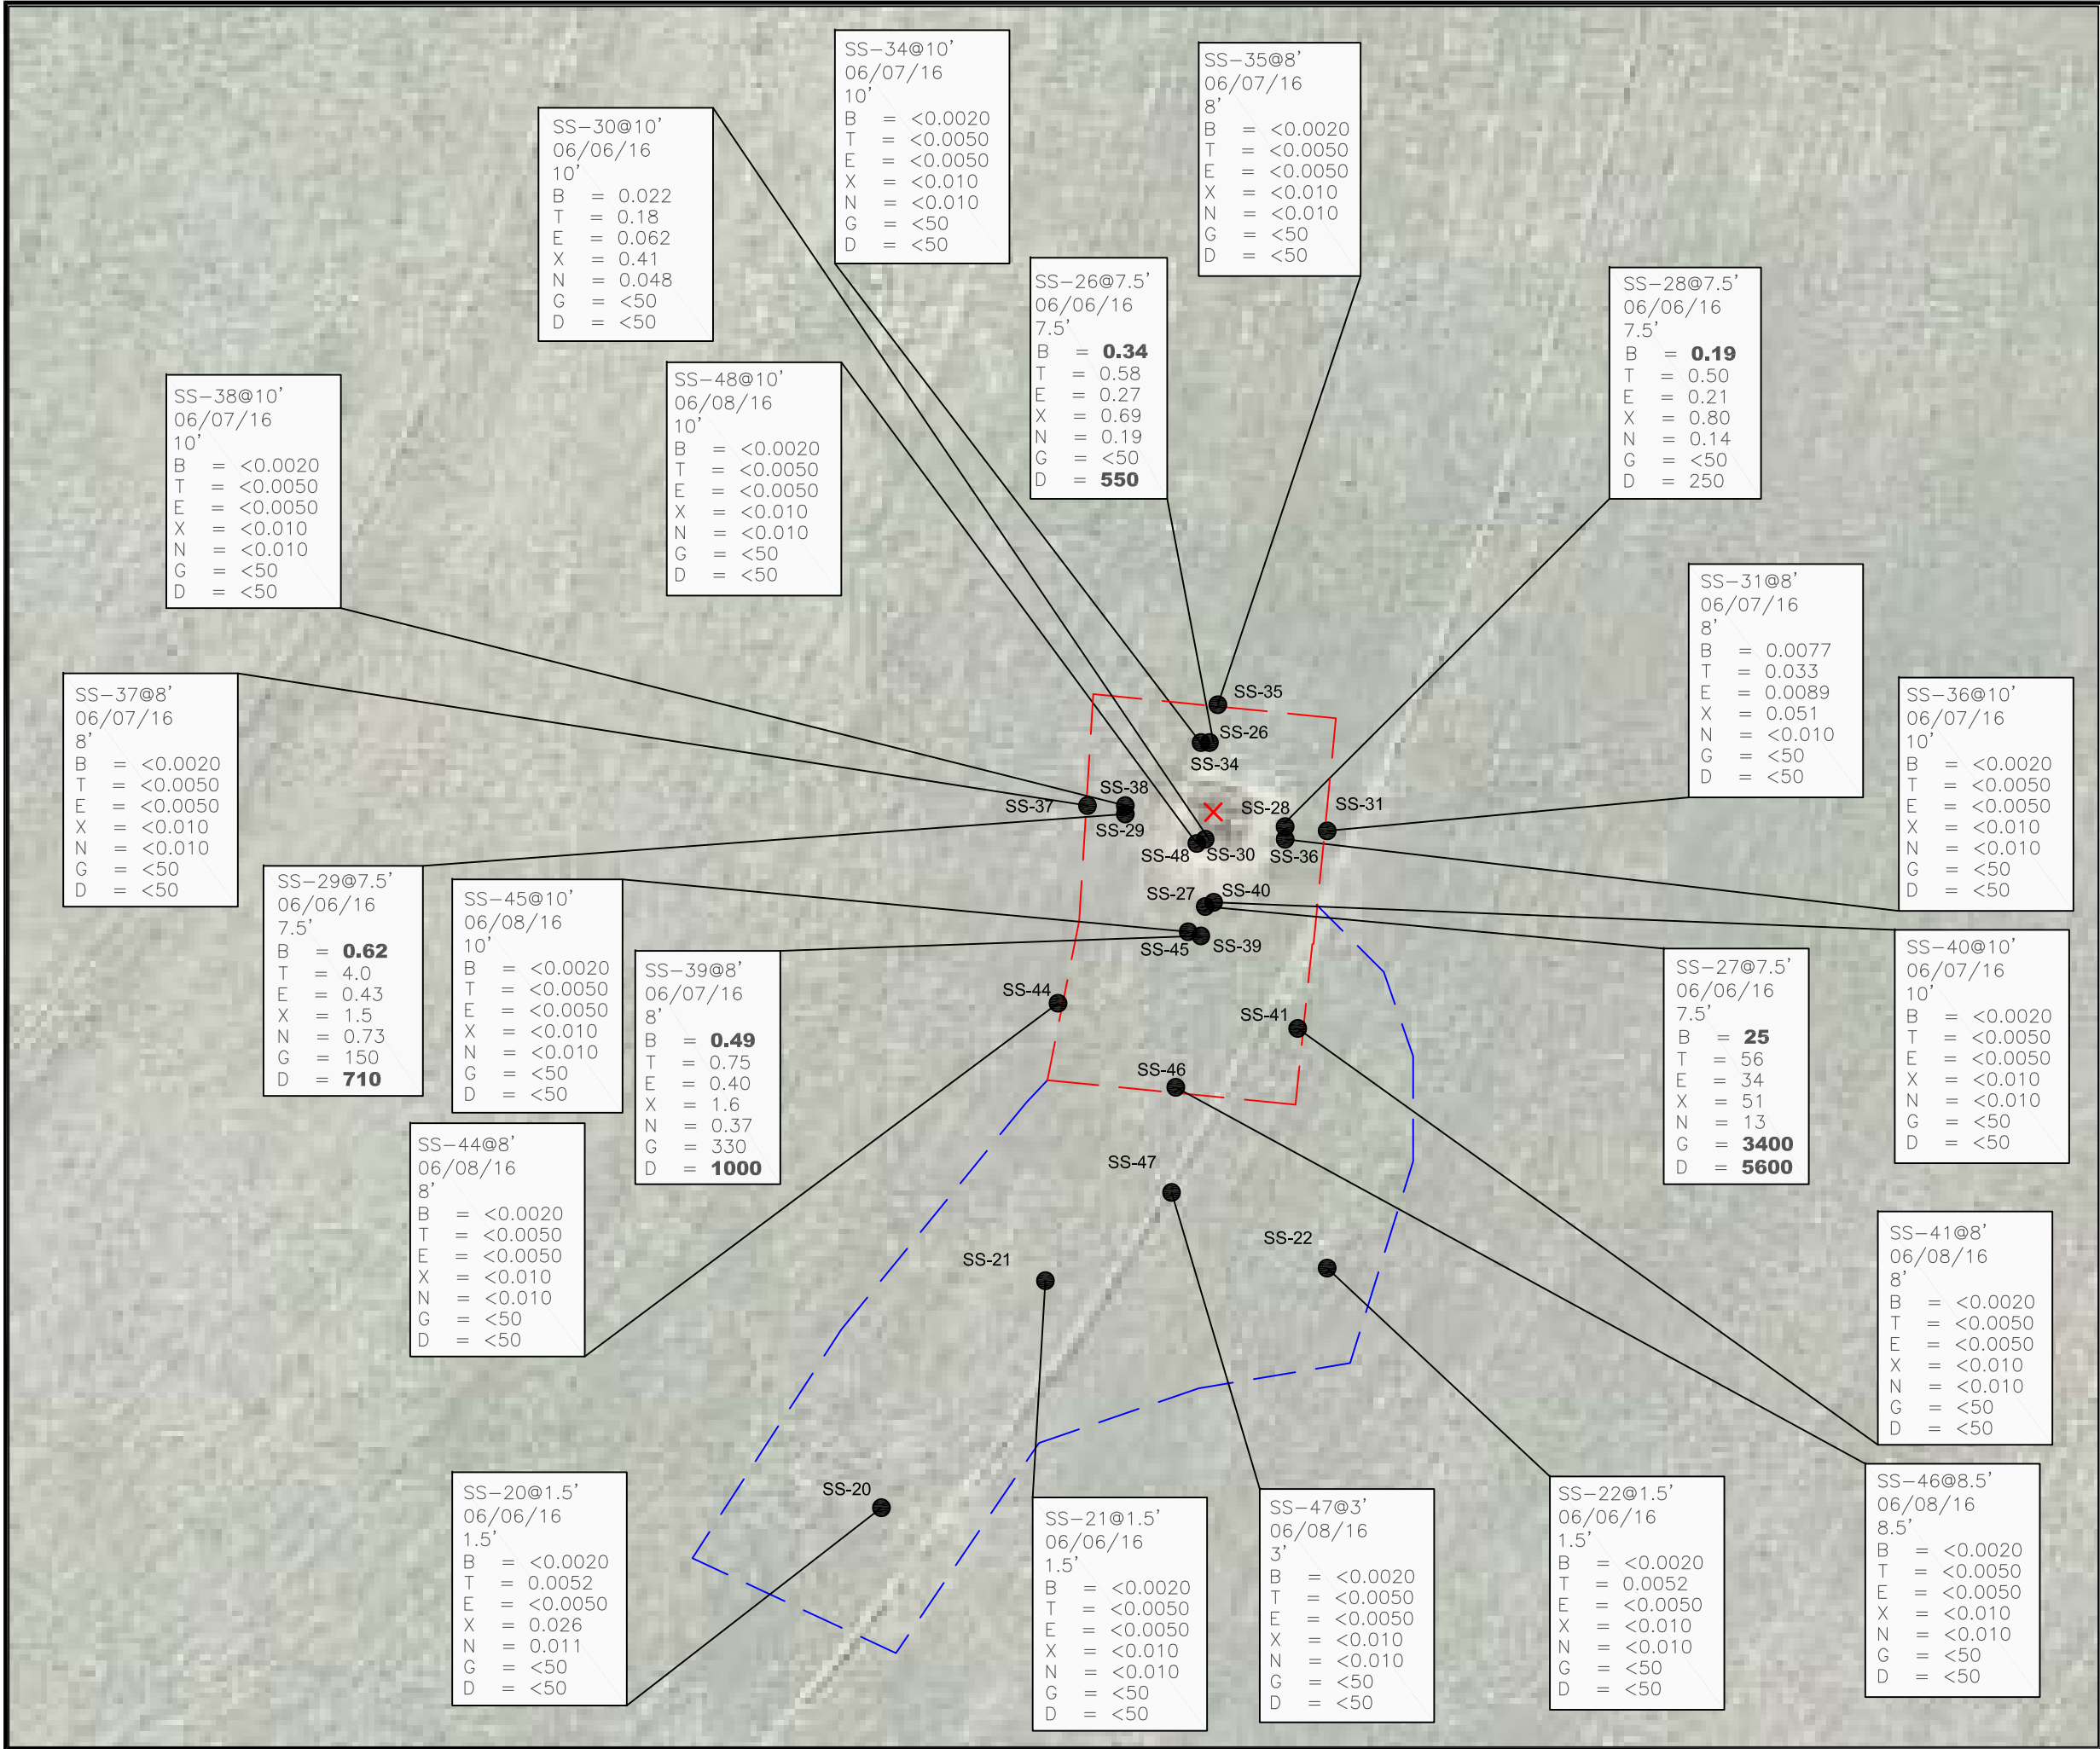 SS-34@10'
06/07/16
10'
B = <0.0020
T = <0.0050
E = <0.0050
X = <0.010
N = <0.010
G = <50
D = <50
SS-35@8'
06/07/16
8'
B = <0.0020
T = <0.0050
E = <0.0050
X = <0.010
N = <0.010
G = <50
D = <50
SS-30@10'
06/06/16
10'
B = 0.022
T = 0.18
E = 0.062
X = 0.41
N = 0.048
G = <50
D = <50
SS-26@7.5'
06/06/16
7.5'
B = 0.34
T = 0.58
E = 0.27
X = 0.69
N = 0.19
G = <50
D = 550
SS-28@7.5'
06/06/16
7.5'
B = 0.19
T = 0.50
E = 0.21
X = 0.80
N = 0.14
G = <50
D = 250
SS-38@10'
06/07/16
10'
B = <0.0020
T = <0.0050
E = <0.0050
X = <0.010
N = <0.010
G = <50
D = <50
SS-48@10'
06/08/16
10'
B = <0.0020
T = <0.0050
E = <0.0050
X = <0.010
N = <0.010
G = <50
D = <50
SS-31@8'
06/07/16
8'
B = 0.0077
T = 0.033
E = 0.0089
X = 0.051
N = <0.010
G = <50
D = <50
SS-37@8'
06/07/16
8'
B = <0.0020
T = <0.0050
E = <0.0050
X = <0.010
N = <0.010
G = <50
D = <50
SS-36@10'
06/07/16
10'
B = <0.0020
T = <0.0050
E = <0.0050
X = <0.010
N = <0.010
G = <50
D = <50
SS-35
SS-26
SS-34
SS-38
SS-37
SS-29
SS-28
SS-31
SS-48
SS-30
SS-36
SS-27
SS-40
SS-45
SS-39
SS-44
SS-41
SS-46
SS-47
SS-22
SS-21
SS-20
SS-29@7.5'
06/06/16
7.5'
B = 0.62
T = 4.0
E = 0.43
X = 1.5
N = 0.73
G = 150
D = 710
SS-45@10'
06/08/16
10'
B = <0.0020
T = <0.0050
E = <0.0050
X = <0.010
N = <0.010
G = <50
D = <50
SS-39@8'
06/07/16
8'
B = 0.49
T = 0.75
E = 0.40
X = 1.6
N = 0.37
G = 330
D = 1000
SS-27@7.5'
06/06/16
7.5'
B = 25
T = 56
E = 34
X = 51
N = 13
G = 3400
D = 5600
SS-40@10'
06/07/16
10'
B = <0.0020
T = <0.0050
E = <0.0050
X = <0.010
N = <0.010
G = <50
D = <50
SS-44@8'
06/08/16
8'
B = <0.0020
T = <0.0050
E = <0.0050
X = <0.010
N = <0.010
G = <50
D = <50
SS-41@8'
06/08/16
8'
B = <0.0020
T = <0.0050
E = <0.0050
X = <0.010
N = <0.010
G = <50
D = <50
SS-20@1.5'
06/06/16
1.5'
B = <0.0020
T = 0.0052
E = <0.0050
X = 0.026
N = 0.011
G = <50
D = <50
SS-21@1.5'
06/06/16
1.5'
B = <0.0020
T = <0.0050
E = <0.0050
X = <0.010
N = <0.010
G = <50
D = <50
SS-47@3'
06/08/16
3'
B = <0.0020
T = <0.0050
E = <0.0050
X = <0.010
N = <0.010
G = <50
D = <50
SS-22@1.5'
06/06/16
1.5'
B = <0.0020
T = 0.0052
E = <0.0050
X = <0.010
N = <0.010
G = <50
D = <50
SS-46@8.5'
06/08/16
8.5'
B = <0.0020
T = <0.0050
E = <0.0050
X = <0.010
N = <0.010
G = <50
D = <50